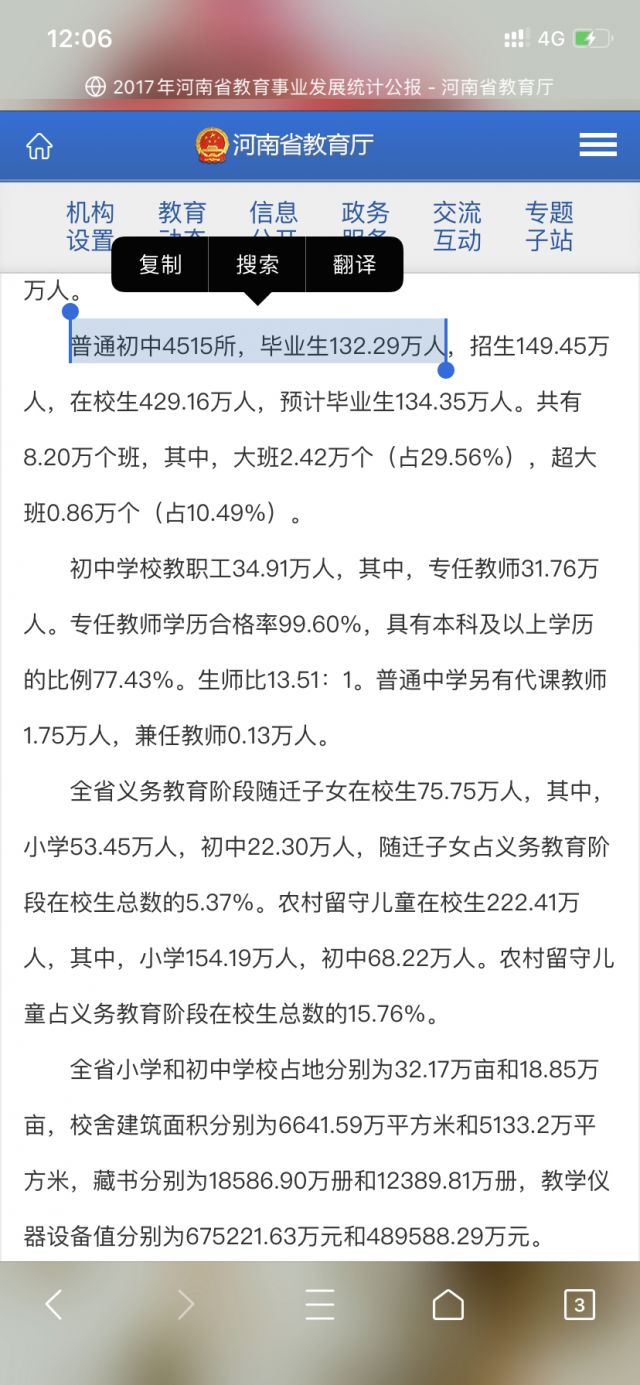 12:06
4G
2017年河南省教育事业发展统计公报 - 河南省教育厅
河南省教育厅
机构 教育 信息 政务 交流 专题
设置 互动 子站
复制 搜索 翻译
万人。
普通初中4515所，毕业生132.29万人，招生149.45万
人，在校生429.16万人，预计毕业生134.35万人。共有
8.20万个班，其中，大班2.42万个（占29.56%），超大
班0.86万个（占10.49%）。
初中学校教职工34.91万人，其中，专任教师31.76万
人。专任教师学历合格率99.60%，具有本科及以上学历
的比例77.43%。生师比13.51：1。普通中学另有代课教师
1.75万人，兼任教师0.13万人。
全省义务教育阶段随迁子女在校生75.75万人，其中，
小学53.45万人，初中22.30万人，随迁子女占义务教育阶
段在校生总数的5.37%。农村留守儿童在校生222.41万
人，其中，小学154.19万人，初中68.22万人。农村留守儿
童占义务教育阶段在校生总数的15.76%。
全省小学和初中学校占地分别为32.17万亩和18.85万
亩，校舍建筑面积分别为6641.59万平方米和5133.2万平
方米，藏书分别为18586.90万册和12389.81万册，教学仪
器设备值分别为675221.63万元和489588.29万元。
3